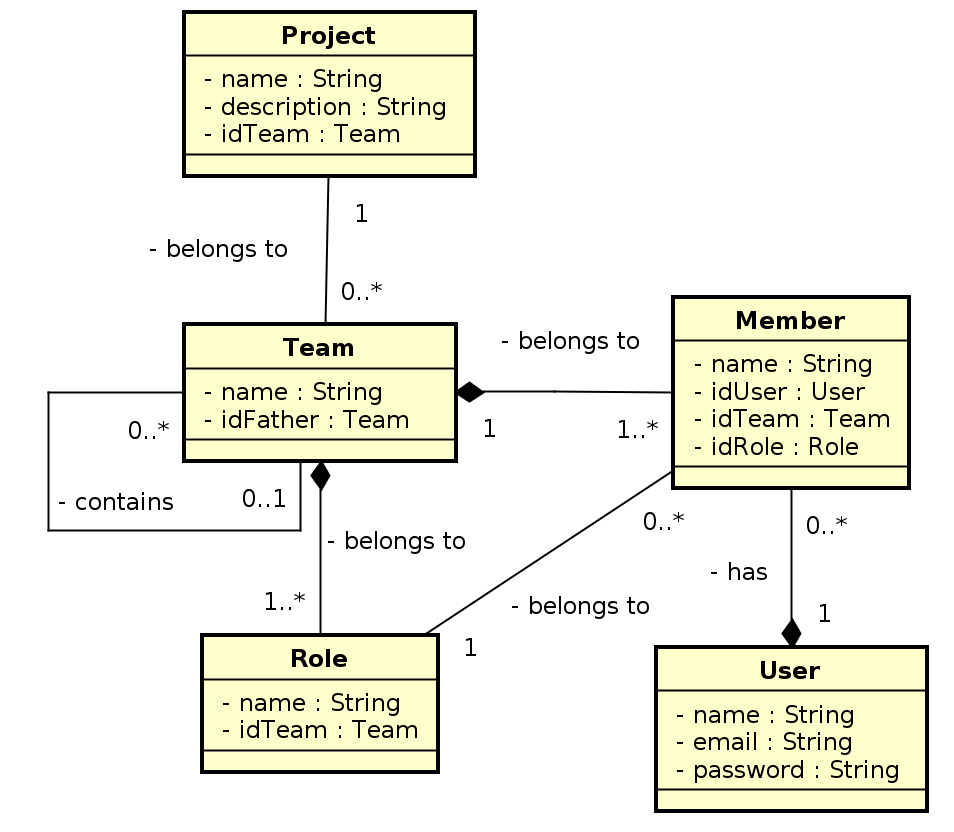 Project
- name : String
- description : String
- idTeam : Team
1
- belongs to
0..*
Team
- name : String
- idFather : Team
- belongs to
1
1..*
Member
- name : String
- idUser : User
- idTeam : Team
- idRole : Role
0..*
- contains
0..1
- belongs to
1..*
0..*
- belongs to
1
0..*
- has
1
Role
- name : String
- idTeam : Team
User
- name : String
- email : String
- password : String